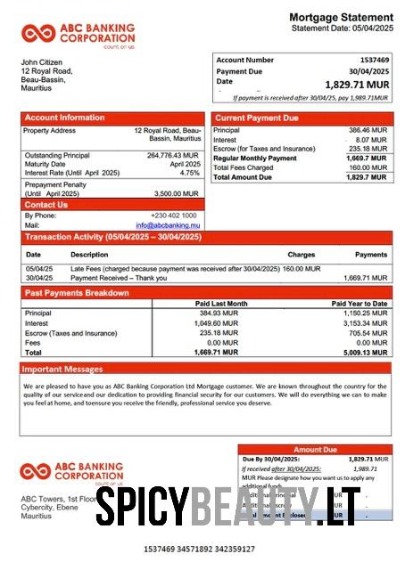 Mortgage Statement
Statement Date: 05/04/2025
ABC BANKING
CORPORATION
count on us
John Citizen
12 Royal Road,
Beau-Bassin,
Mauritius
Account Number 1537469
Payment Due 30/04/2025
Date 1,829.71 MUR
If payment is received after 30/04/25, pay 1,989.71MUR
Account Information
Property Address 12 Royal Road, Beau-
Bassin, Mauritius
Outstanding Principal 264,776.43 MUR
Maturity Date April 2025
Interest Rate (Until April 2025) 4.75%
Prepayment Penalty
(Until April 2025) 3,500.00 MUR
Contact Us
By Phone: +230 402 1000
Mail: info@abcbanking.mu
Current Payment Due
Principal 386.46 MUR
Interest 8.07 MUR
Escrow (for Taxes and Insurance) 235.18 MUR
Regular Monthly Payment 1,669.7 MUR
Total Fees Charged 160.00 MUR
Total Amount Due 1,829.7 MUR
Transaction Activity (05/04/2025 – 30/04/2025)
Date Description Charges Payments
05/04/25 Late Fees (charged because payment was received after 30/04/2025) 160.00 MUR
30/04/25 Payment Received – Thank you 1,669.71 MUR
Past Payments Breakdown
Paid Last Month Paid Year to Date
Principal 384.93 MUR 1,150.25 MUR
Interest 1,049.60 MUR 3,153.34 MUR
Escrow (Taxes and Insurance) 235.18 MUR 705.54 MUR
Fees 0.00 MUR 0.00 MUR
Total 1,669.71 MUR 5,009.13 MUR
Important Messages
We are pleased to have you as ABC Banking Corporation Ltd Mortgage customer. We are known throughout the country for the
quality of our service and our dedication to providing financial security for our customers. We will do everything we can to make
you feel at home, and toensure you receive the friendly, professional service you deserve.
ABC BANKING
CORPORATION
ABC Towers, 1st Floor
Cybercity, Ebene
Mauritius
Amount Due
Due By 30/04/2025: 1,829.71 MUR
If received after 30/04/2025: 1,989.71
MUR Please designate how you want us to apply any
additional funds.
SPICYBEAUTY.LT
1537469 34571892 342359127